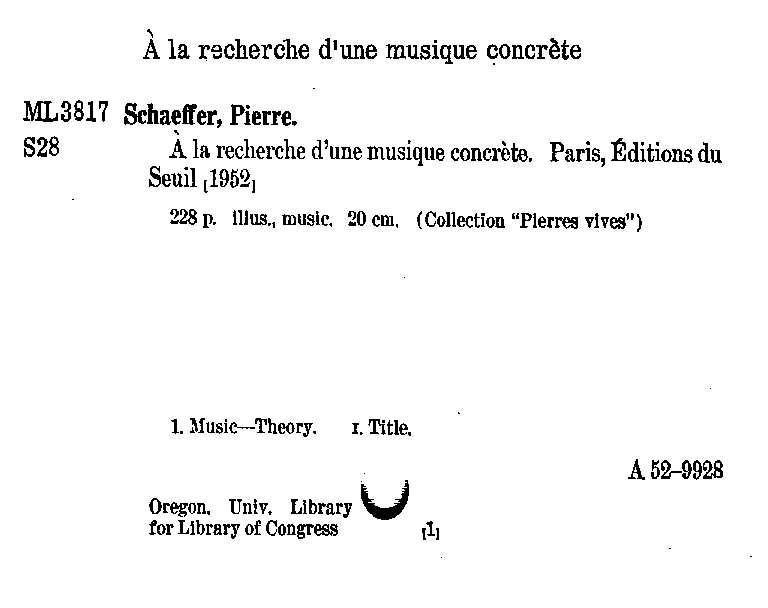 À la recherche d'une musique concrète
ML3817 Schaeffer, Pierre.
S28 À la recherche d'une musique concrète. Paris, Éditions du
Seuil [1952]
228 p. illus., music. 20 cm. (Collection "Pierres vives")
1. Music—Theory. I. Title.
A 52-9928
Oregon. Univ. Library
for Library of Congress [1]